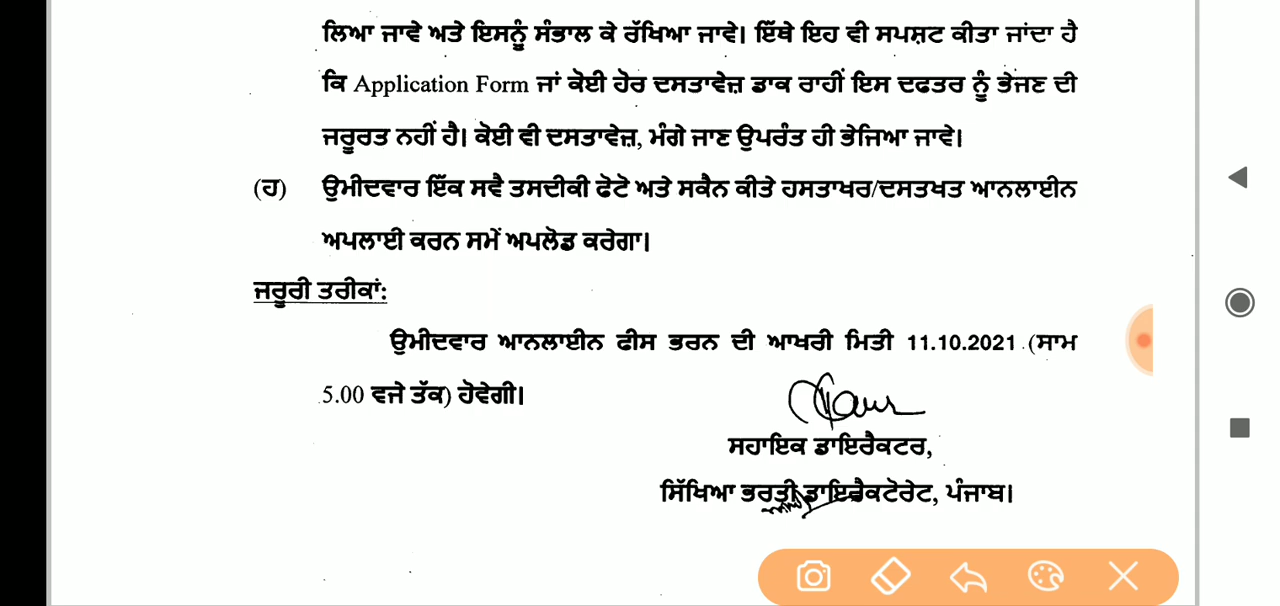 ਲਿਆ ਜਾਵੇ ਅਤੇ ਇਸਨੂੰ ਸੰਭਾਲ ਕੇ ਰੱਖਿਆ ਜਾਵੇ। ਇੱਥੇ ਇਹ ਵੀ ਸਪਸ਼ਟ ਕੀਤਾ ਜਾਂਦਾ ਹੈ
ਕਿ Application Form ਜਾਂ ਕੋਈ ਹੋਰ ਦਸਤਾਵੇਜ਼ ਡਾਕ ਰਾਹੀਂ ਇਸ ਦਫਤਰ ਨੂੰ ਭੇਜਣ ਦੀ
ਜਰੂਰਤ ਨਹੀਂ ਹੈ। ਕੋਈ ਵੀ ਦਸਤਾਵੇਜ਼, ਮੰਗੇ ਜਾਣ ਉਪਰੰਤ ਹੀ ਭੇਜਿਆ ਜਾਵੇ।
(ਹ) ਉਮੀਦਵਾਰ ਇੱਕ ਸਵੈ ਤਸਦੀਕੀ ਫੋਟੋ ਅਤੇ ਸਕੈਨ ਕੀਤੇ ਹਸਤਾਖਰ/ਦਸਤਖਤ ਆਨਲਾਈਨ
ਅਪਲਾਈ ਕਰਨ ਸਮੇਂ ਅਪਲੋਡ ਕਰੇਗਾ।
ਜਰੂਰੀ ਤਰੀਕਾਂ:
ਉਮੀਦਵਾਰ ਆਨਲਾਈਨ ਫੀਸ ਭਰਨ ਦੀ ਆਖਰੀ ਮਿਤੀ 11.10.2021 (ਸਾਮ
5.00 ਵਜੇ ਤੱਕ) ਹੋਵੇਗੀ।
ਸਹਾਇਕ ਡਾਇਰੈਕਟਰ,
ਸਿੱਖਿਆ ਭਰਤੀ ਡਾਇਰੈਕਟੋਰੇਟ, ਪੰਜਾਬ।